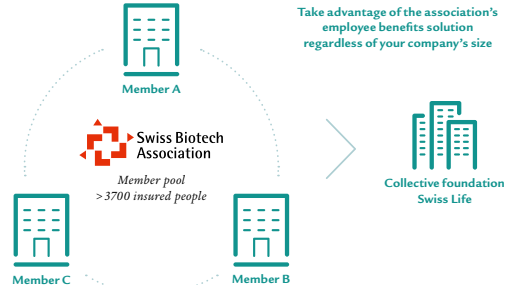 Take advantage of the association's
employee benefits solution
regardless of your company's size
Member A
Swiss Biotech
Association
Member pool
> 3700 insured people
Collective foundation
Swiss Life
Member C
Member B